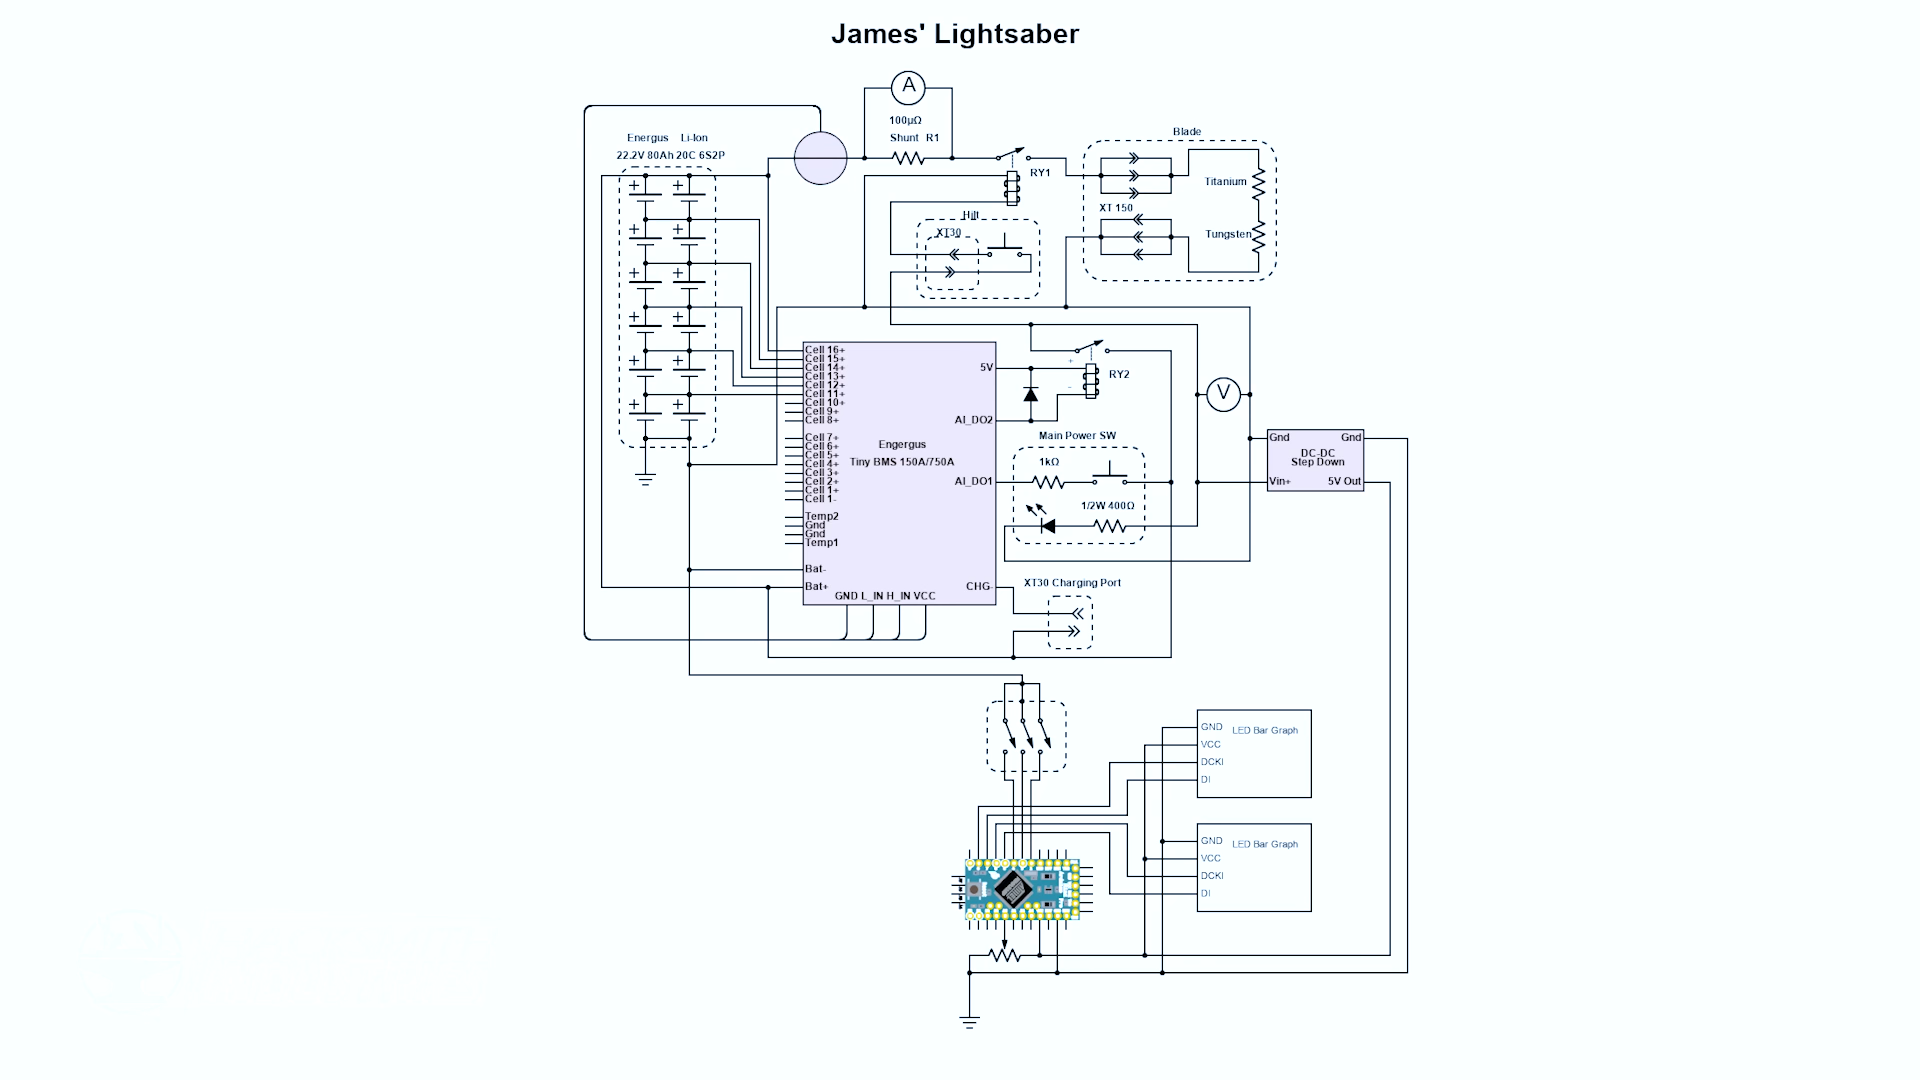 James' Lightsaber
A
100µΩ
Shunt R1
Energus Li-Ion
22.2V 80Ah 20C 6S2P
RY1
Blade
Titanium
XT 150
Tungsten
Hilt
XT30
Cell 16+
Cell 15+
Cell 14+
Cell 13+
Cell 12+
Cell 11+
Cell 10+
Cell 9+
Cell 8+
Cell 7+
Cell 6+
Cell 5+
Cell 4+
Cell 3+
Cell 2+
Cell 1+
Cell 1-
Temp2
Gnd
Gnd
Temp1
Bat-
Bat+
GND L_IN H_IN VCC
Engergus
Tiny BMS 150A/750A
5V
AI_DO2
AI_DO1
CHG-
RY2
V
Main Power SW
1kΩ
1/2W 400Ω
XT30 Charging Port
Gnd Gnd
DC-DC
Step Down
Vin+ 5V Out
GND LED Bar Graph
VCC
DCKI
DI
GND LED Bar Graph
VCC
DCKI
DI